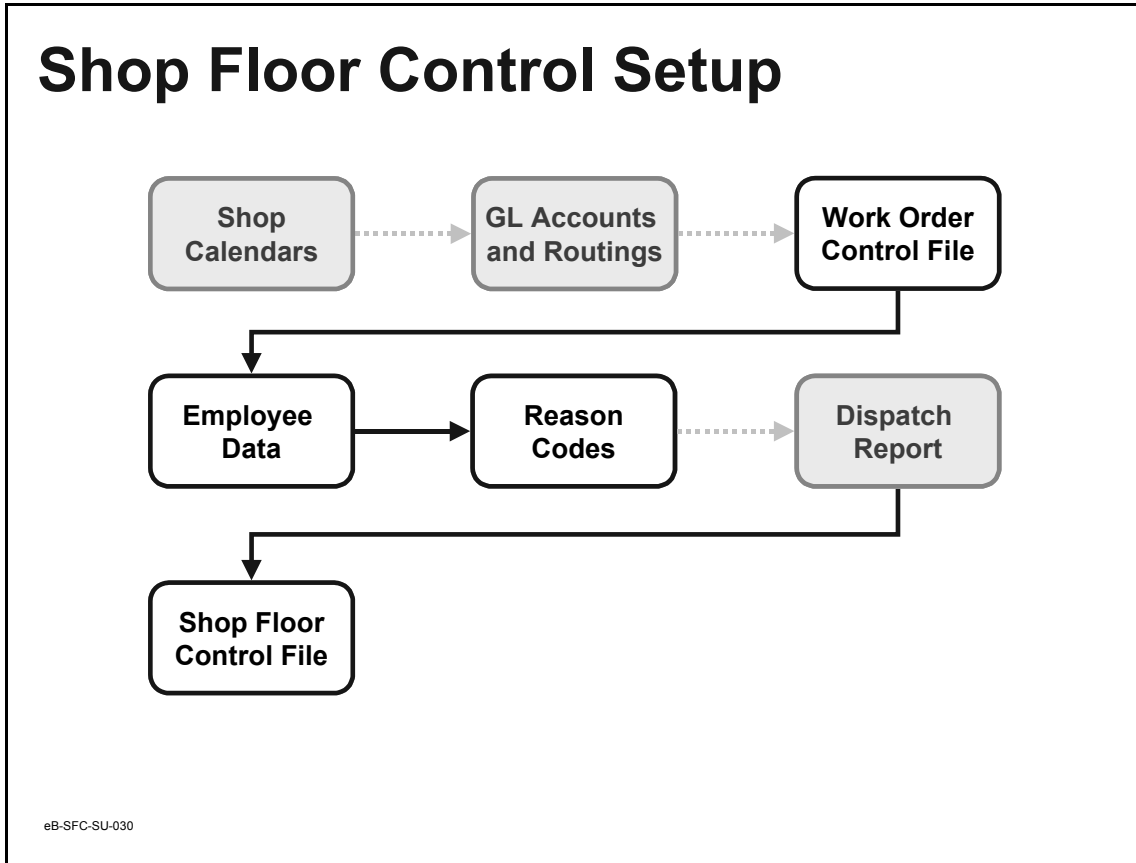 Shop Floor Control Setup
Shop
Calendars
GL Accounts
and Routings
Work Order
Control File
Employee
Data
Reason
Codes
Dispatch
Report
Shop Floor
Control File
eB-SFC-SU-030